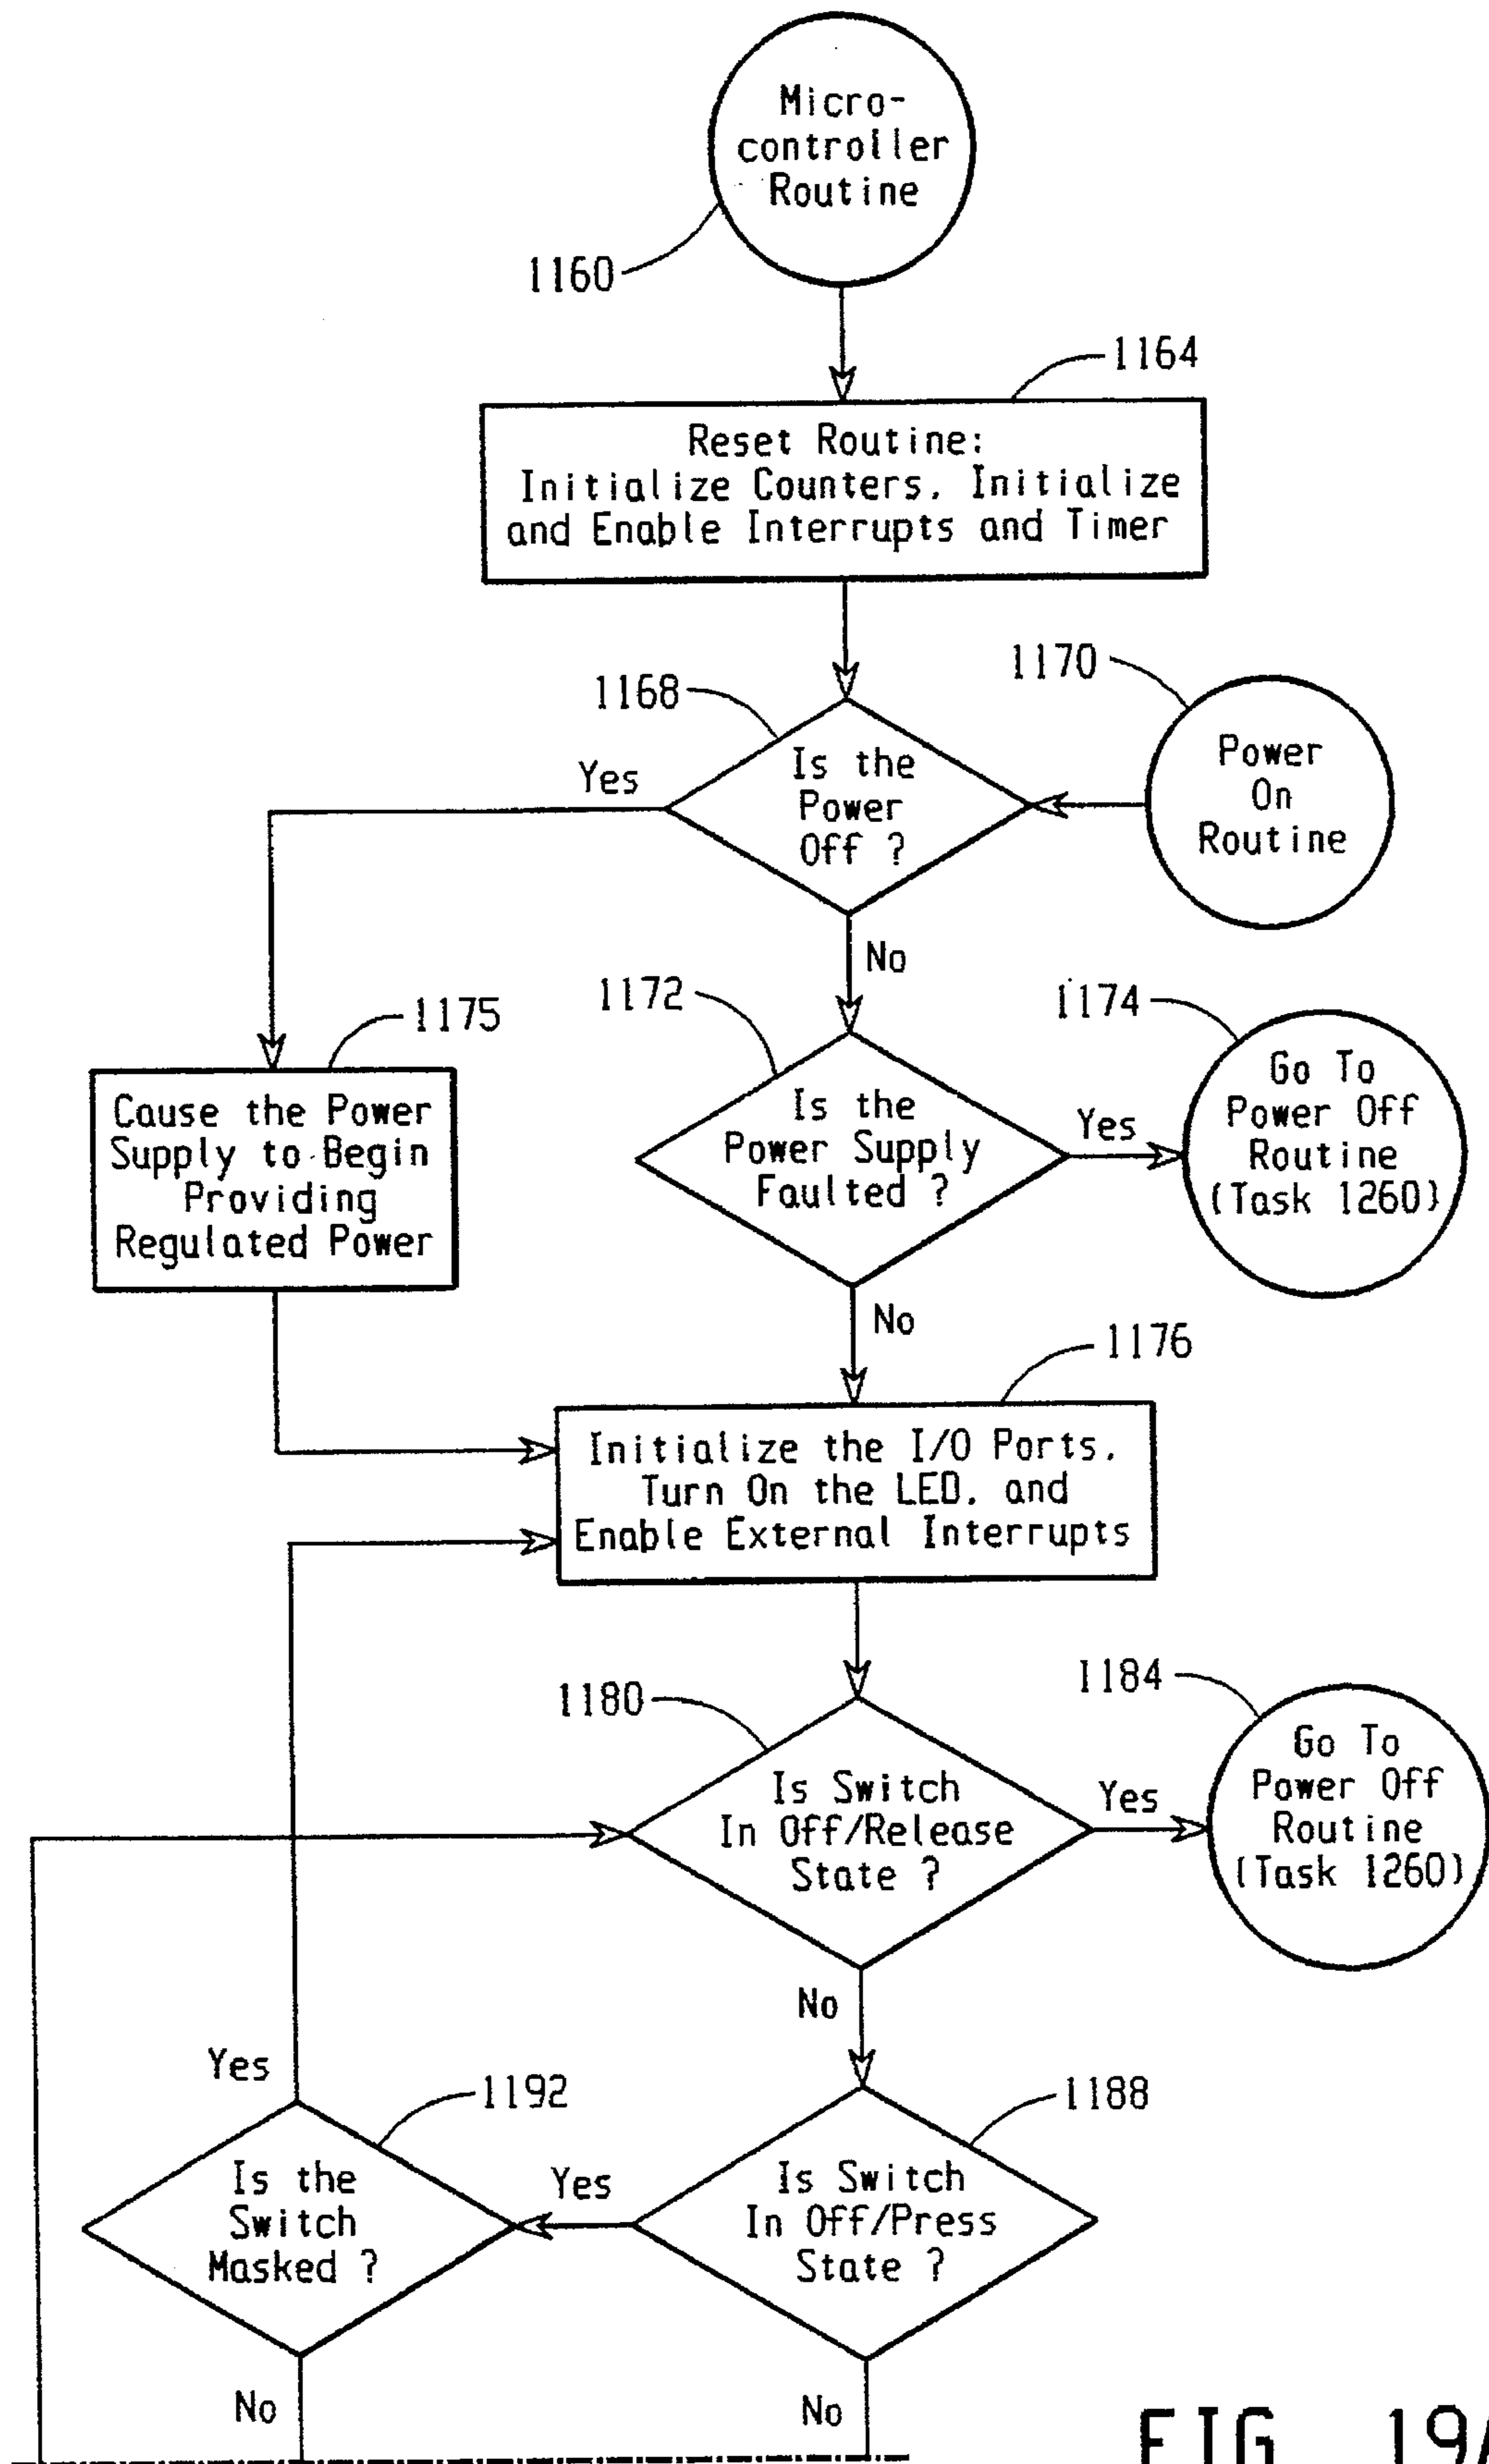 Micro-
controller
Routine
1160
1164
Reset Routine:
Initialize Counters, Initialize
and Enable Interrupts and Timer
1168
1170
Is the
Power
Off ?
Yes
Power
On
Routine
No
1172
1174
1175
Cause the Power
Supply to Begin
Providing
Regulated Power
Is the
Power Supply
Faulted ?
Yes
Go To
Power Off
Routine
(Task 1260)
No
1176
Initialize the I/O Ports,
Turn On the LED, and
Enable External Interrupts
1180
1184
Is Switch
In Off/Release
State ?
Yes
Go To
Power Off
Routine
(Task 1260)
No
Yes
1192
1188
Is the
Switch
Masked ?
Yes
Is Switch
In Off/Press
State ?
No
No
FIG. 19A